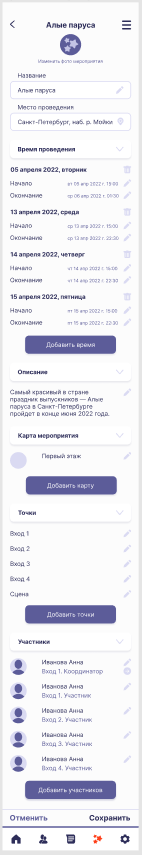 Алые паруса
Изменить фото мероприятия
Название
Алые паруса
Место проведения
Санкт-Петербург, наб. р. Мойки
Время проведения
05 апреля 2022, вторник
Начало
вт 05 апр 2022 г. 15:00
Окончание
ср 06 апр 2022 г. 01:30
13 апреля 2022, среда
Начало
ср 13 апр 2022 г. 15:00
Окончание
ср 13 апр 2022 г. 22:30
14 апреля 2022, четверг
Начало
чт 14 апр 2022 г. 15:00
Окончание
чт 14 апр 2022 г. 22:30
15 апреля 2022, пятница
Начало
пт 15 апр 2022 г. 15:00
Окончание
пт 15 апр 2022 г. 22:30
Добавить время
Описание
Самый красивый в стране
праздник выпускников — Алые
паруса в Санкт-Петербурге
пройдет в конце июня 2022 года.
Карта мероприятия
Первый этаж
Добавить карту
Точки
Вход 1
Вход 2
Вход 3
Вход 4
Сцена
Добавить точки
Участники
Иванова Анна
Вход 1. Координатор
Иванова Анна
Вход 1. Участник
Иванова Анна
Вход 2. Участник
Иванова Анна
Вход 3. Участник
Иванова Анна
Вход 4. Участник
Добавить участников
Отменить
Сохранить